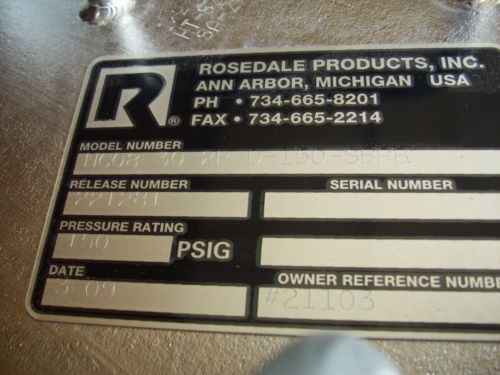 R®
ROSEDALE PRODUCTS, INC.
ANN ARBOR, MICHIGAN USA
PH • 734-665-8201
FAX • 734-665-2214
MODEL NUMBER
NC08 30 2P-D-150-SBPB
RELEASE NUMBER SERIAL NUMBER
221281
PRESSURE RATING
150 PSIG
DATE OWNER REFERENCE NUMBER
3-09 #21103